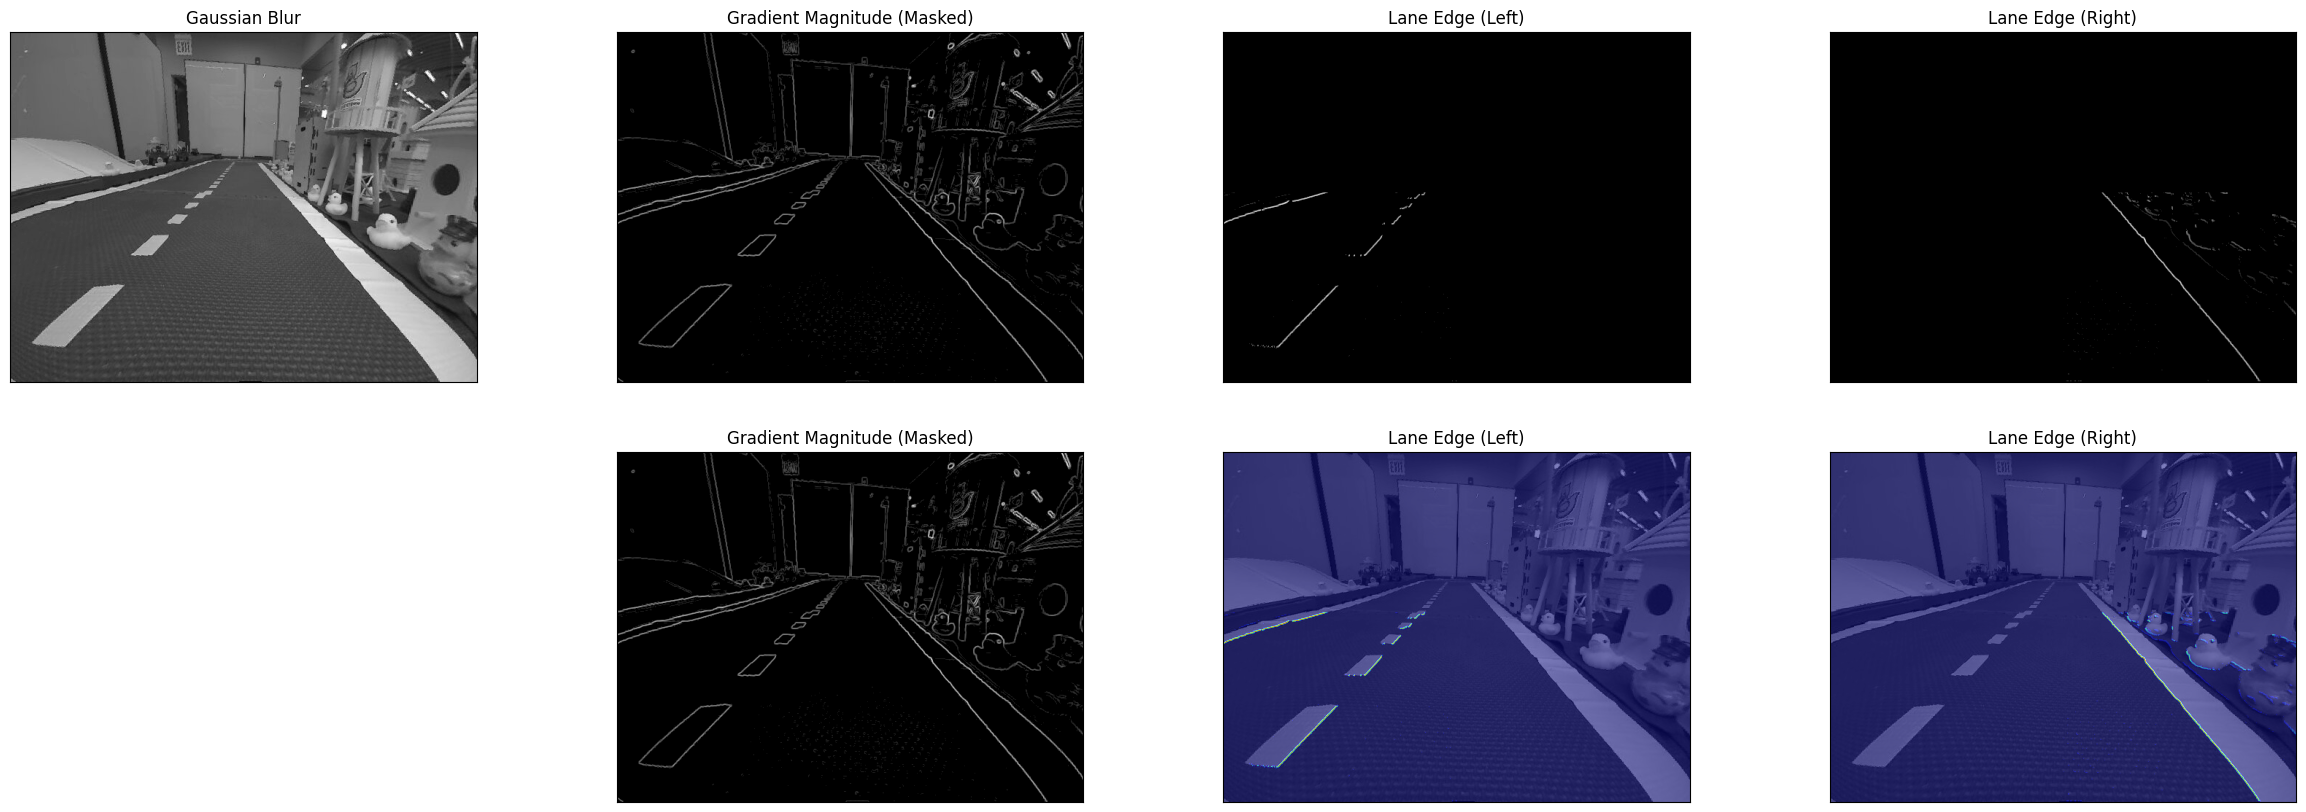 Gaussian Blur
Gradient Magnitude (Masked)
Lane Edge (Left)
Lane Edge (Right)
Gradient Magnitude (Masked)
Lane Edge (Left)
Lane Edge (Right)